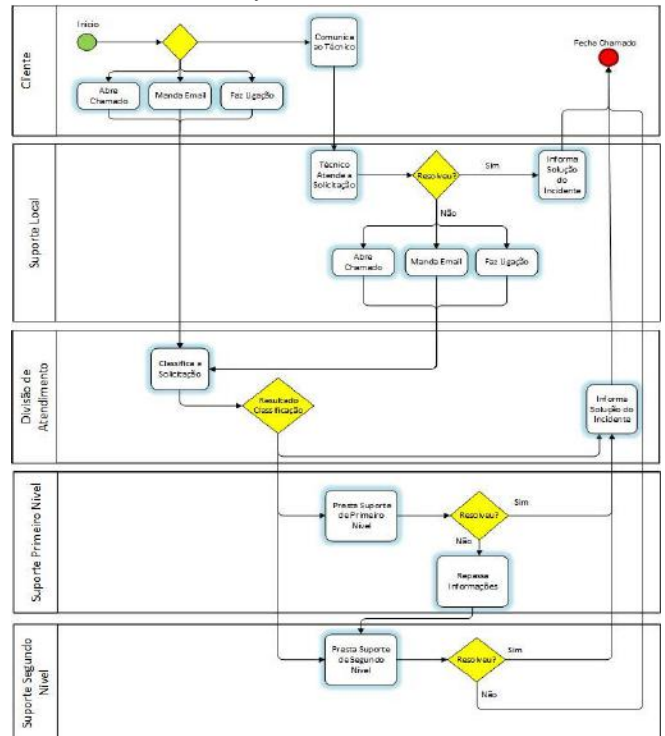 Cliente
Início
Comunica
ao Técnico
Fecha Chamado
Abre
Chamado
Manda Email
Faz Ligação
Suporte Local
Técnico
Atende a
Solicitação
Resolveu?
Sim
Informa
Solução
do
Incidente
Não
Abre
Chamado
Manda Email
Faz Ligação
Divisão de
Atendimento
Classifica a
Solicitação
Resultado
Classificação
Informa
Solução do
Incidente
Suporte Primeiro Nível
Presta Suporte
de Primeiro
Nível
Resolveu?
Sim
Não
Repassa
Informações
Suporte Segundo
Nível
Presta Suporte
de Segundo
Nível
Resolveu?
Sim
Não